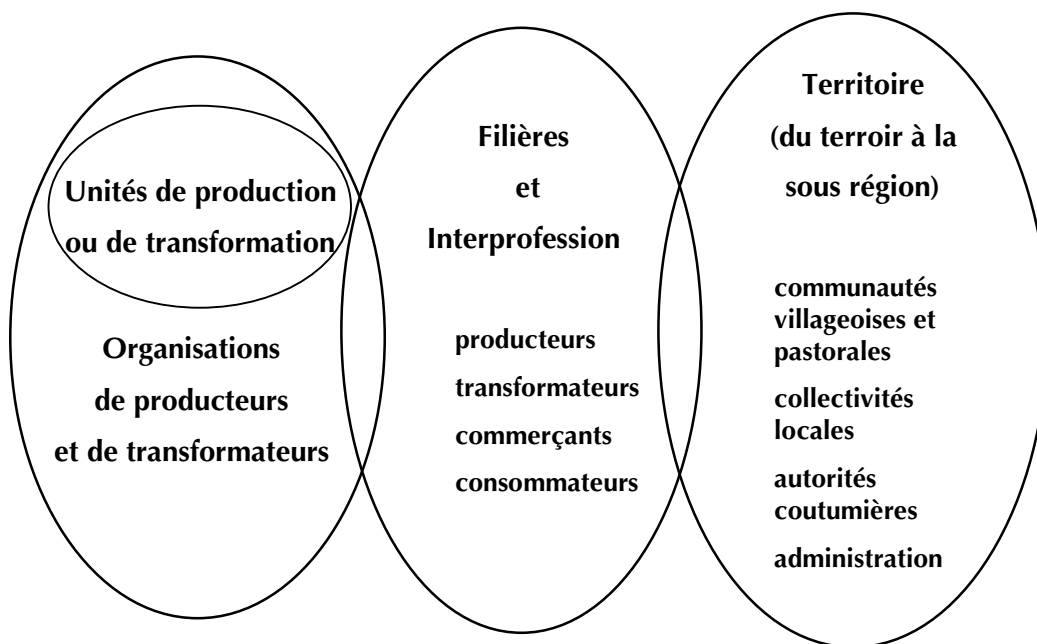 Unités de production
ou de transformation
Organisations
de producteurs
et de transformateurs
Filières
et
Interprofession
producteurs
transformateurs
commerçants
consommateurs
Territoire
(du terroir à la
sous région)
communautés
villageoises et
pastorales
collectivités
locales
autorités
coutumières
administration